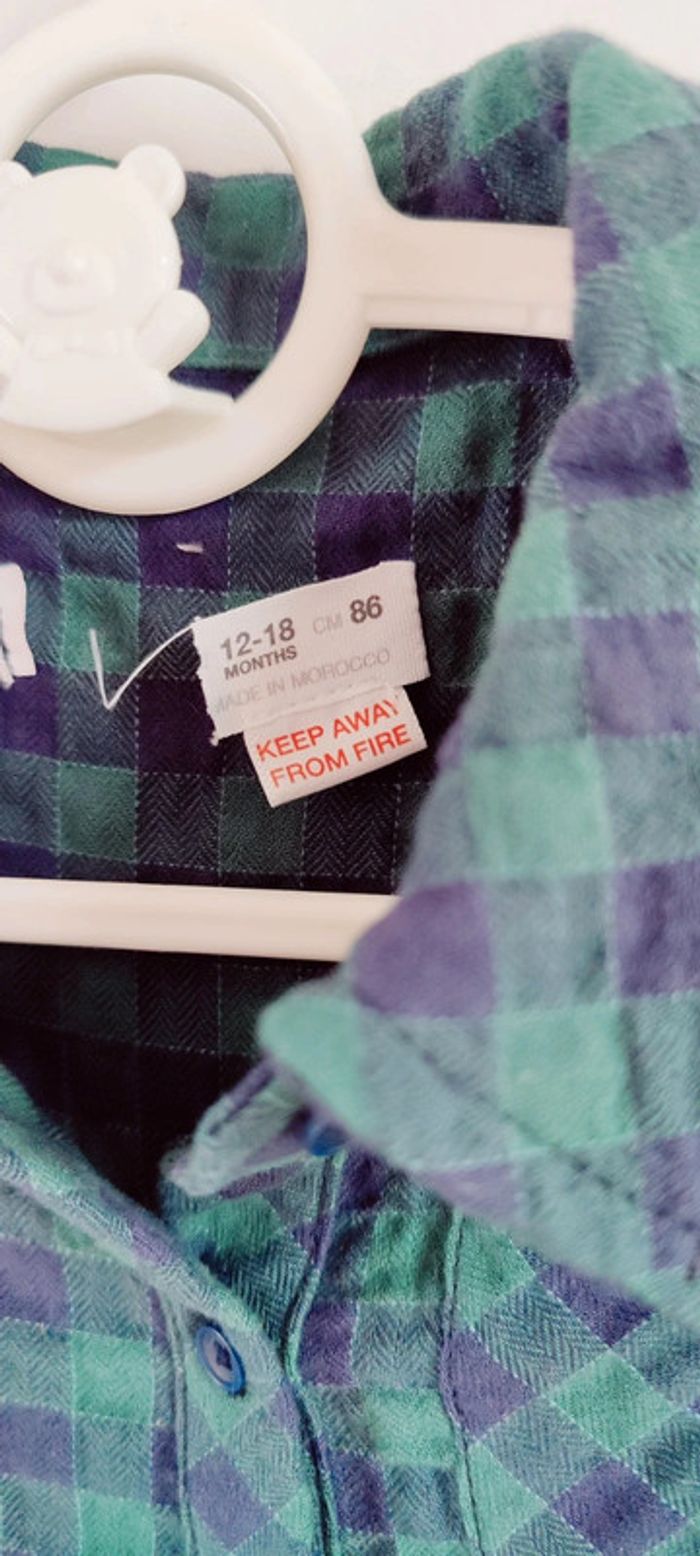 12-18 CM 86
MONTHS
MADE IN MOROCCO
KEEP AWAY
FROM FIRE